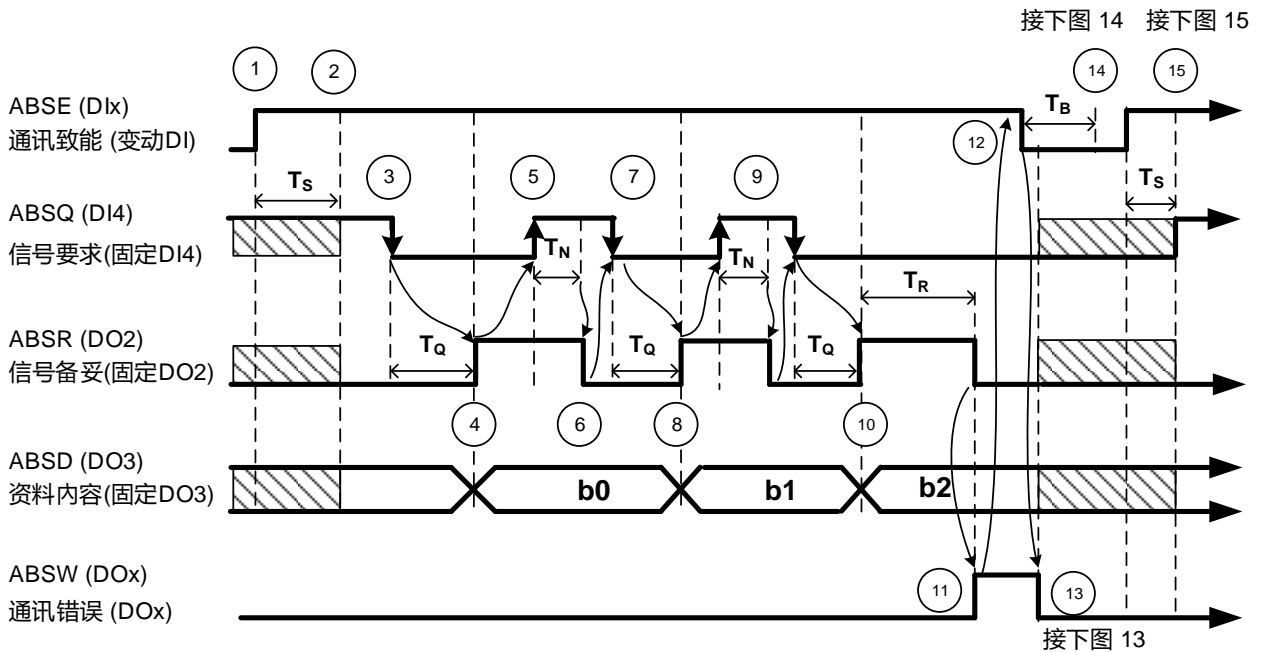 接下图 14 接下图 15
1 2 14 15
ABSE (DIx)
通讯致能 (变动DI)
TB
12
3 5 7 9
TS
TS
ABSQ (DI4)
信号要求(固定DI4)
TN TN
TR
ABSR (DO2)
信号备妥(固定DO2)
TQ TQ TQ
4 6 8 10
ABSD (DO3)
资料内容(固定DO3)
b0 b1 b2
ABSW (DOx)
通讯错误 (DOx)
11 13
接下图 13